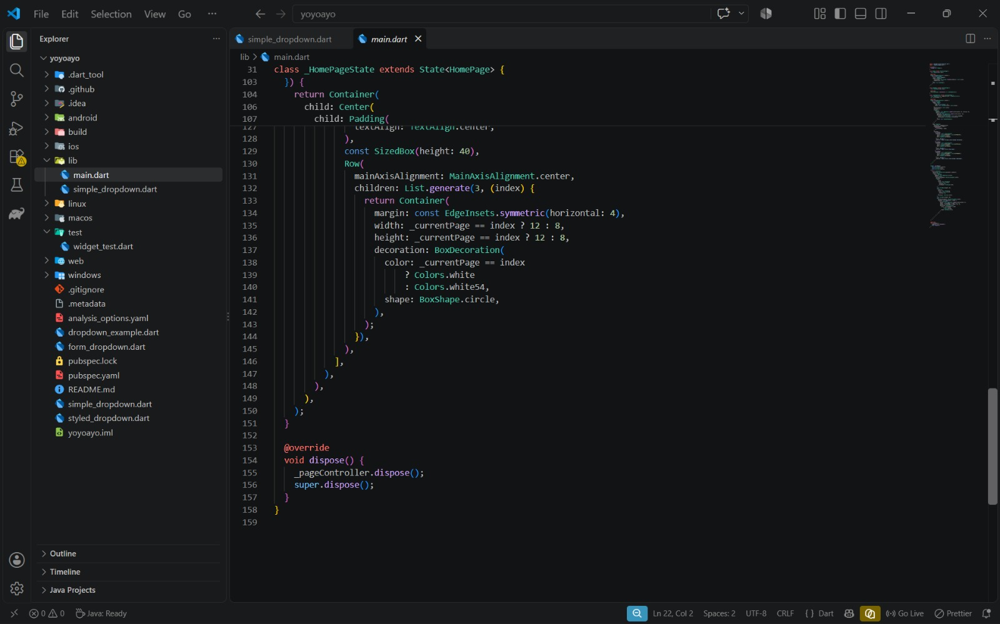 File Edit Selection View Go ···
yoyoayo
Explorer
yoyoayo
.dart_tool
.github
.idea
android
build
ios
lib
main.dart
simple_dropdown.dart
linux
macos
test
widget_test.dart
web
windows
.gitignore
.metadata
analysis_options.yaml
dropdown_example.dart
form_dropdown.dart
pubspec.lock
pubspec.yaml
README.md
simple_dropdown.dart
styled_dropdown.dart
yoyoayo.iml
Outline
Timeline
Java Projects
simple_dropdown.dart main.dart
lib > main.dart
31 class _HomePageState extends State<HomePage> {
103 }) {
104 return Container(
106 child: Center(
107 child: Padding(
127 textAlign: TextAlign.center,
128 ),
129 const SizedBox(height: 40),
130 Row(
131 mainAxisAlignment: MainAxisAlignment.center,
132 children: List.generate(3, (index) {
133 return Container(
134 margin: const EdgeInsets.symmetric(horizontal: 4),
135 width: _currentPage == index ? 12 : 8,
136 height: _currentPage == index ? 12 : 8,
137 decoration: BoxDecoration(
138 color: _currentPage == index
139 ? Colors.white
140 : Colors.white54,
141 shape: BoxShape.circle,
142 ),
143 );
144 }),
145 ),
146 ],
147 ),
148 ),
149 ),
150 );
151 }
152
153 @override
154 void dispose() {
155 _pageController.dispose();
156 super.dispose();
157 }
158 }
159
0 0 Java: Ready Ln 22, Col 2 Spaces: 2 UTF-8 CRLF { } Dart Go Live Prettier